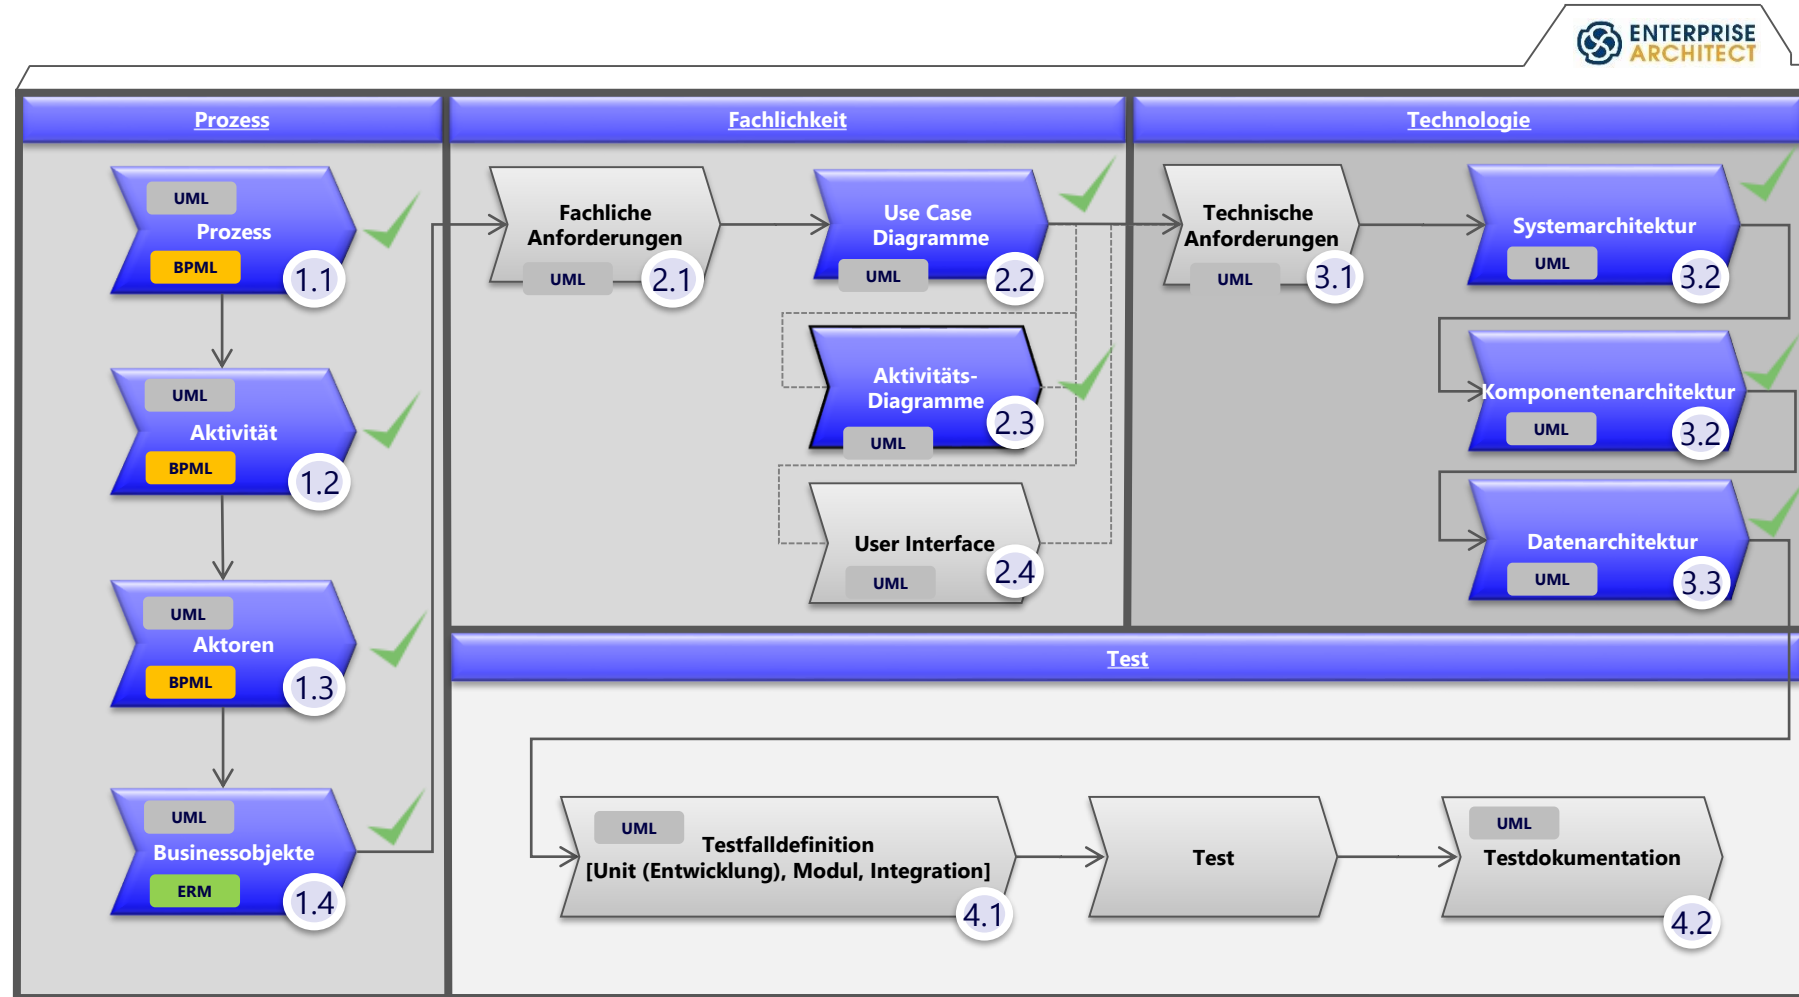 ENTERPRISE
ARCHITECT
Prozess
UML
Prozess
BPML
1.1
UML
Aktivität
BPML
1.2
UML
Aktoren
BPML
1.3
UML
Businessobjekte
ERM
1.4
Fachlichkeit
Fachliche
Anforderungen
UML
2.1
Use Case
Diagramme
UML
2.2
Aktivitäts-
Diagramme
UML
2.3
User Interface
UML
2.4
Technologie
Technische
Anforderungen
UML
3.1
Systemarchitektur
UML
3.2
Komponentenarchitektur
UML
3.2
Datenarchitektur
UML
3.3
Test
UML
Testfalldefinition
[Unit (Entwicklung), Modul, Integration]
4.1
Test
UML
Testdokumentation
4.2